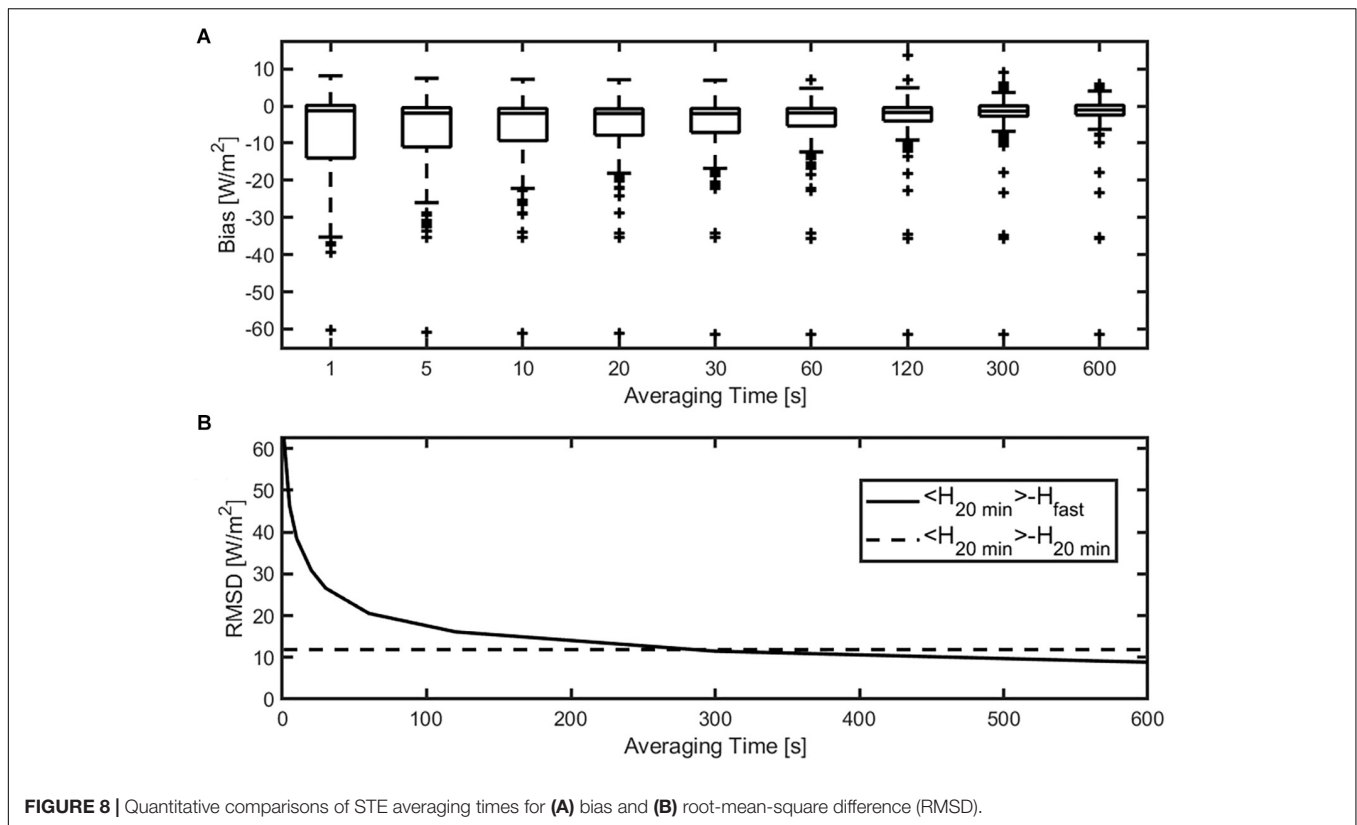 A
10
0
-10
-20
-30
-40
-50
-60
Bias [W/m2]
1 5 10 20 30 60 120 300 600
Averaging Time [s]
B
60
50
40
30
20
10
0
RMSD [W/m2]
<H20 min>-Hfast
<H20 min>-H20 min
0 100 200 300 400 500 600
Averaging Time [s]
FIGURE 8 | Quantitative comparisons of STE averaging times for (A) bias and (B) root-mean-square difference (RMSD).